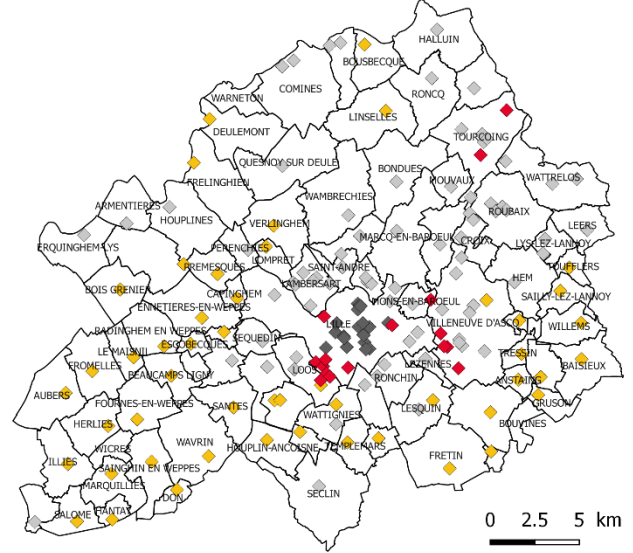 HALLUIN
BOUSBECQUE
COMINES
RONCQ
WARNETON
LINSELLES
DEULEMONT
TOURCOING
QUESNOY SUR DEULE
BONDUES
FRELINGHIEN
MOUVAUX
WATTRELOS
WAMBRECHIES
ARMENTIERES
ROUBAIX
HOUPLINES
VERLINGHEM
LEERS
MARCQ-EN-BAROEUL
CROIX
LYS-LEZ-LANNOY
ERQUINGHEM-LYS
PERENCHIES
LOMPRET
SAINT-ANDRE
PREMESQUES
TOUFFLERS
LAMBERSART
HEM
BOIS GRENIER
CAPINGHEM
SAILLY-LEZ-LANNOY
MONS-EN-BAROEUL
ENNETIERES-EN-WEPPES
VILLENEUVE D'ASCQ
WILLEMS
LILLE
RADINGHEM EN WEPPES
SEQUEDIN
ESCOBECQUES
LE MAISNIL
TRESSIN
FROMELLES
BAISIEUX
LEZENNES
LOOS
RONCHIN
BEAUCAMPS LIGNY
ANSTAING
AUBERS
GRUSON
FOURNES-EN-WEPPES
SANTES
LESQUIN
WATTIGNIES
HERLIES
BOUVINES
WICRES
WAVRIN
HOUPLIN-ANCOISNE
TEMPLEMARS
FRETIN
ILLIES
SAINGHIN EN WEPPES
MARQUILLIES
SECLIN
DON
HANTAY
SALOME
0 2.5 5 km